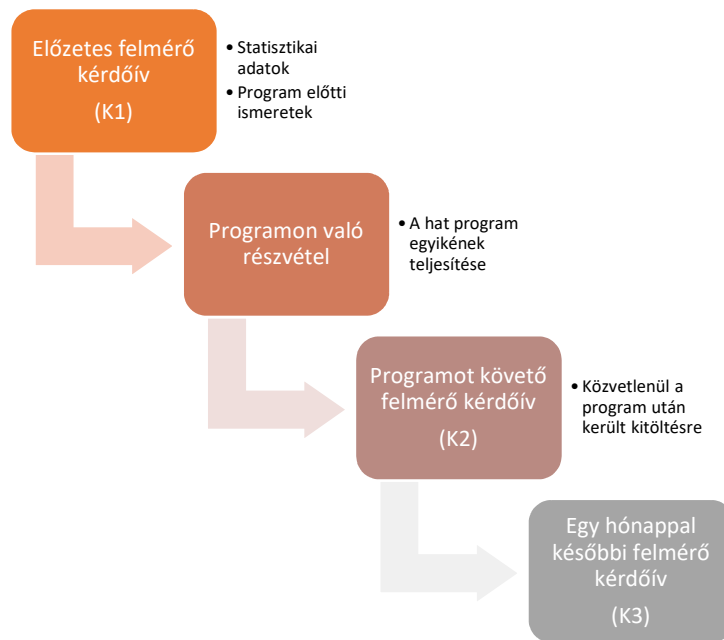 Előzetes felmérő
kérdőív
(K1)
• Statisztikai
adatok
• Program előtti
ismeretek
Programon való
részvétel
• A hat program
egyikének
teljesítése
Programot követő
felmérő kérdőív
(K2)
• Közvetlenül a
program után
került kitöltésre
Egy hónappal
későbbi felmérő
kérdőív
(K3)